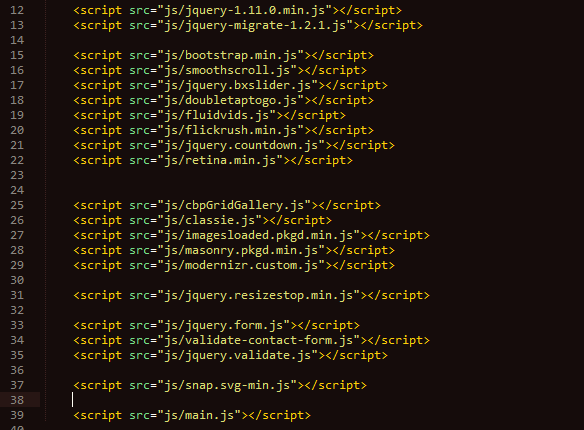 12 <script src="js/jquery-1.11.0.min.js"></script>
13 <script src="js/jquery-migrate-1.2.1.js"></script>
14
15 <script src="js/bootstrap.min.js"></script>
16 <script src="js/smoothscroll.js"></script>
17 <script src="js/jquery.bxslider.js"></script>
18 <script src="js/doubletaptogo.js"></script>
19 <script src="js/fluidvids.js"></script>
20 <script src="js/flickrush.min.js"></script>
21 <script src="js/jquery.countdown.js"></script>
22 <script src="js/retina.min.js"></script>
23
24
25 <script src="js/cbpGridGallery.js"></script>
26 <script src="js/classie.js"></script>
27 <script src="js/imagesloaded.pkgd.min.js"></script>
28 <script src="js/masonry.pkgd.min.js"></script>
29 <script src="js/modernizr.custom.js"></script>
30
31 <script src="js/jquery.resizestop.min.js"></script>
32
33 <script src="js/jquery.form.js"></script>
34 <script src="js/validate-contact-form.js"></script>
35 <script src="js/jquery.validate.js"></script>
36
37 <script src="js/snap.svg-min.js"></script>
38
39 <script src="js/main.js"></script>
40